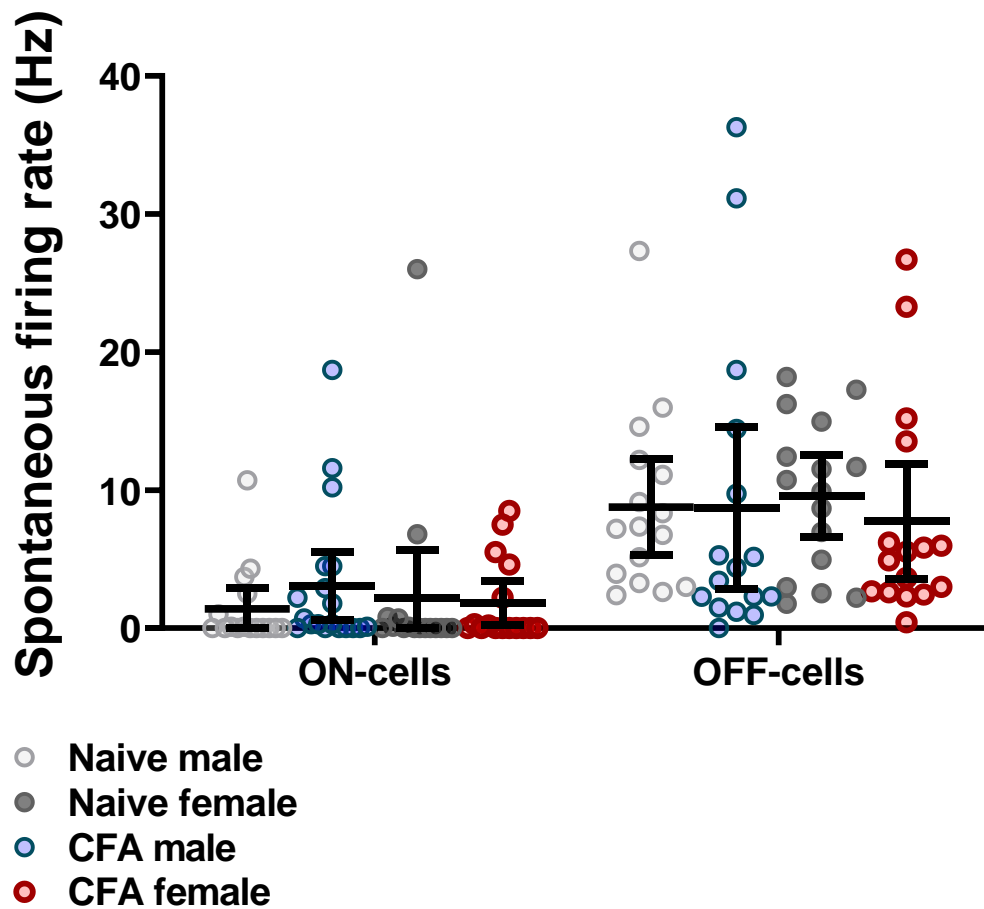 Spontaneous firing rate (Hz)
40
30
20
10
0
ON-cells OFF-cells
Naive male
Naive female
CFA male
CFA female